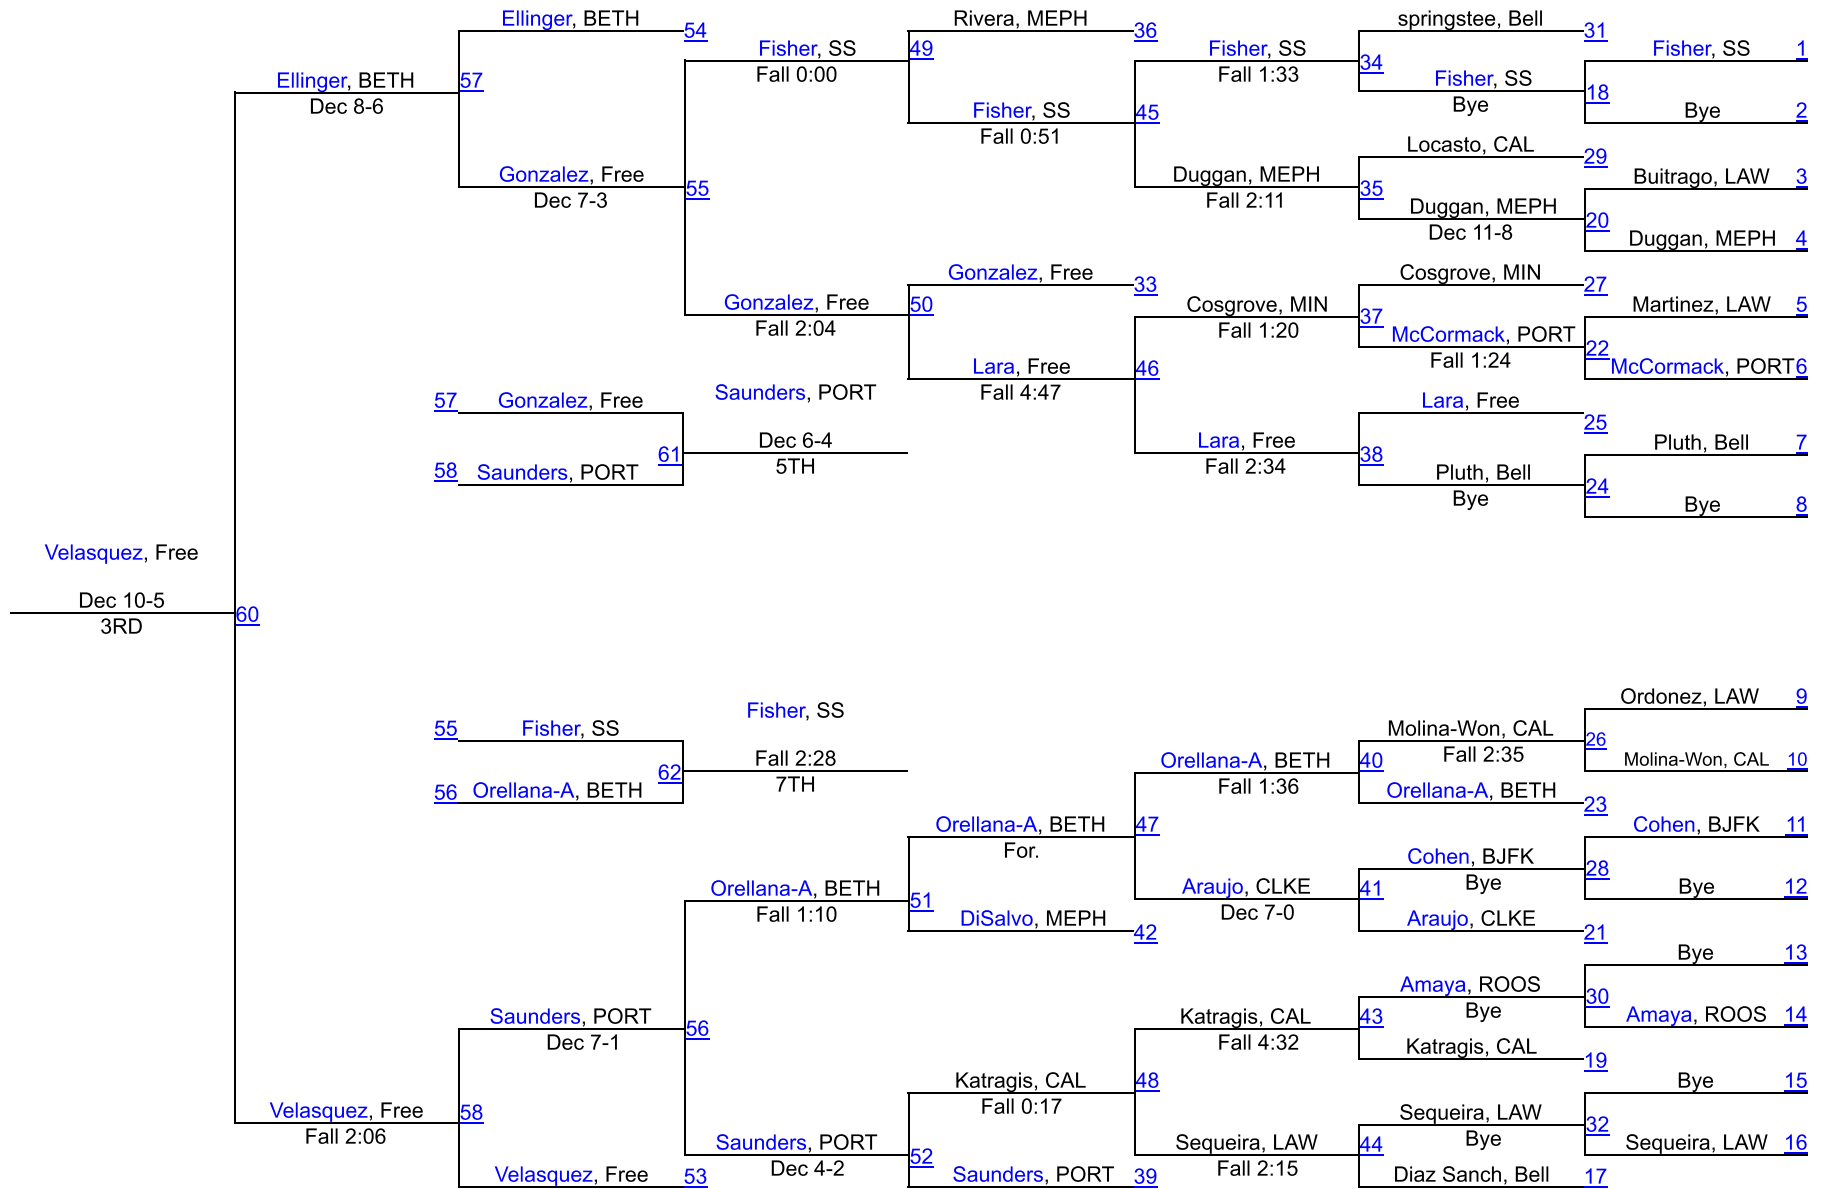 Ellinger, BETH
54
Rivera, MEPH
36
springstee, Bell
31
Fisher, SS
49
Fisher, SS
Fisher, SS
1
Fall 0:00
Fall 1:33
34
Ellinger, BETH
57
Fisher, SS
18
Dec 8-6
Bye
Fisher, SS
45
Bye
2
Fall 0:51
Locasto, CAL
29
Gonzalez, Free
55
Duggan, MEPH
35
Buitrago, LAW
3
Dec 7-3
Fall 2:11
Duggan, MEPH
20
Dec 11-8
Duggan, MEPH
4
Gonzalez, Free
33
Cosgrove, MIN
27
Gonzalez, Free
50
Cosgrove, MIN
37
Martinez, LAW
5
Fall 2:04
Fall 1:20
McCormack, PORT
22
Fall 1:24
Lara, Free
46
McCormack, PORT
6
Fall 4:47
57
Gonzalez, Free
Saunders, PORT
Lara, Free
25
Dec 6-4
Lara, Free
38
Pluth, Bell
7
61
5TH
Fall 2:34
58
Saunders, PORT
Pluth, Bell
24
Bye
Bye
8
Velasquez, Free
Dec 10-5
60
3RD
Ordonez, LAW
9
55
Fisher, SS
Fisher, SS
Molina-Won, CAL
26
Fall 2:35
Fall 2:28
Orellana-A, BETH
40
Molina-Won, CAL
10
62
7TH
Fall 1:36
56
Orellana-A, BETH
Orellana-A, BETH
23
Orellana-A, BETH
47
Cohen, BJFK
11
For.
Cohen, BJFK
28
Bye
Orellana-A, BETH
51
Araujo, CLKE
41
Bye
12
Fall 1:10
Dec 7-0
DiSalvo, MEPH
42
Araujo, CLKE
21
Bye
13
Amaya, ROOS
30
Bye
Saunders, PORT
56
Katragis, CAL
43
Amaya, ROOS
14
Dec 7-1
Fall 4:32
Katragis, CAL
19
Katragis, CAL
48
Bye
15
Fall 0:17
Velasquez, Free
58
Sequeira, LAW
32
Fall 2:06
Bye
Saunders, PORT
52
Sequeira, LAW
44
Sequeira, LAW
16
Dec 4-2
Fall 2:15
Velasquez, Free
53
Saunders, PORT
39
Diaz Sanch, Bell
17